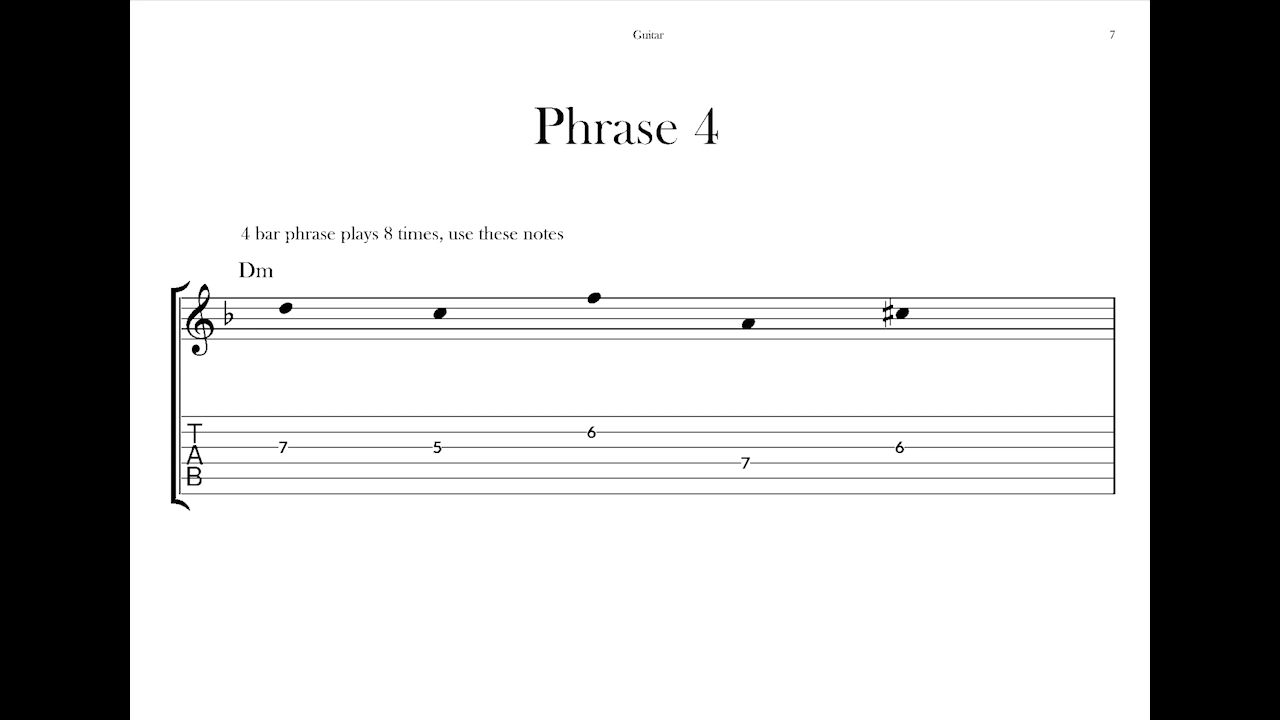 Guitar 7
Phrase 4
4 bar phrase plays 8 times, use these notes
Dm
T
A
B
6
7 5 6
7